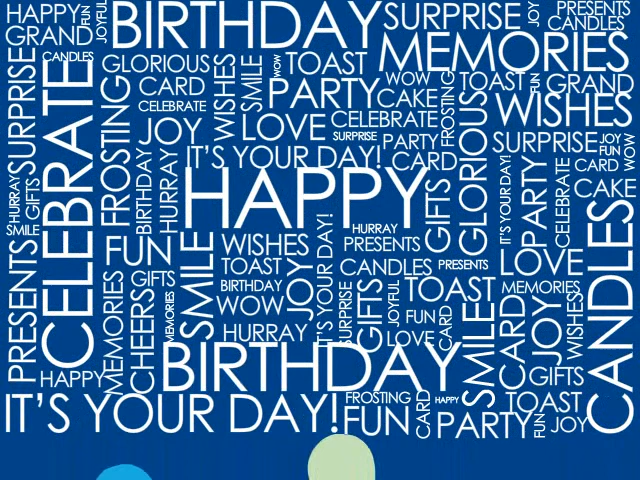 HAPPY FUN JOYFUL BIRTHDAY SURPRISE JOY PRESENTS
GRAND CANDLES
CANDLES GLORIOUS WISHES SMILE WOW TOAST MEMORIES
SURPRISE CELEBRATE CARD PARTY WOW FROSTING TOAST FUN GRAND
CELEBRATE CAKE GLORIOUS WISHES
FROSTING JOY LOVE CELEBRATE
SURPRISE PARTY SURPRISE JOY WOW
FUN
BIRTHDAY HURRAY IT'S YOUR DAY! CARD IT'S YOUR DAY! PARTY CELEBRATE CARD
HURRAY GIFTS HAPPY GIFTS CAKE
SMILE HURRAY
PRESENTS FUN SMILE WISHES IT'S YOUR DAY! PRESENTS LOVE CANDLES
TOAST JOYS CANDLES PRESENTS
MEMORIES GIFTS BIRTHDAY SURPRISE GIFTS JOYFUL TOAST MEMORIES
CHEERS MEMORIES WOW FUN CARD SMILE CARD JOY WISHES
HURRAY LOVE
HAPPY BIRTHDAY GIFTS
IT'S YOUR DAY! FROSTING CARD HAPPY TOAST
FUN PARTY FUN JOY